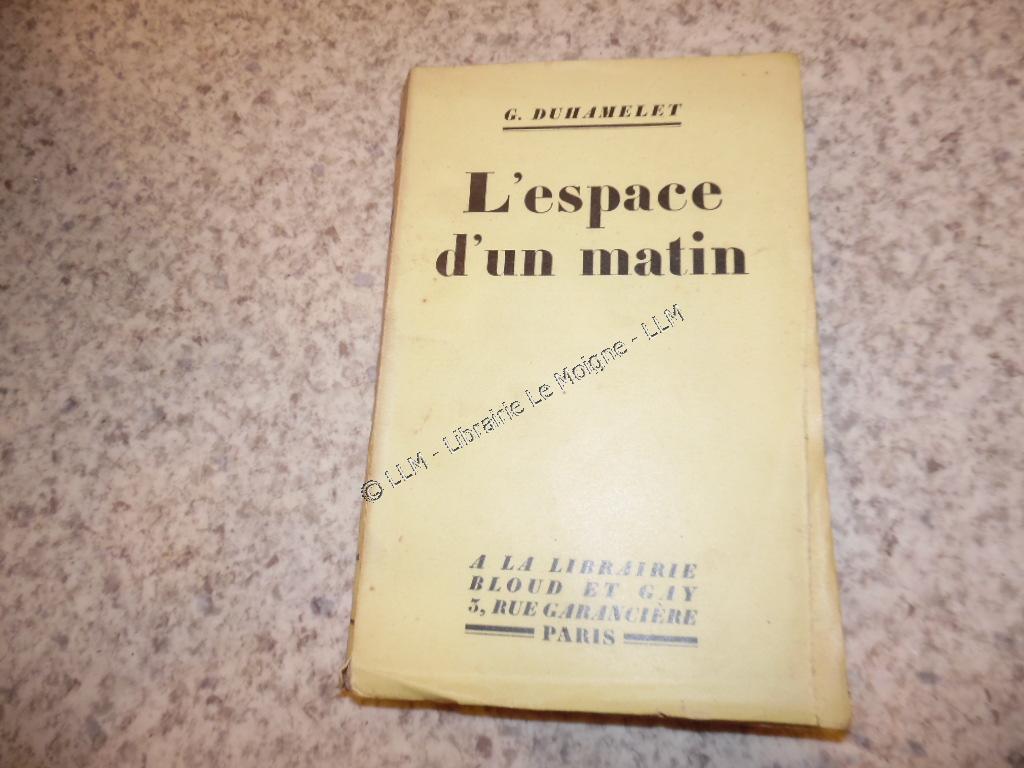 G. DUHAMELET
L'espace
d'un matin
© LLM - Librairie Le Moigne - LLM
A LA LIBRAIRIE
BLOUD ET GAY
3, RUE GARANCIÈRE
PARIS